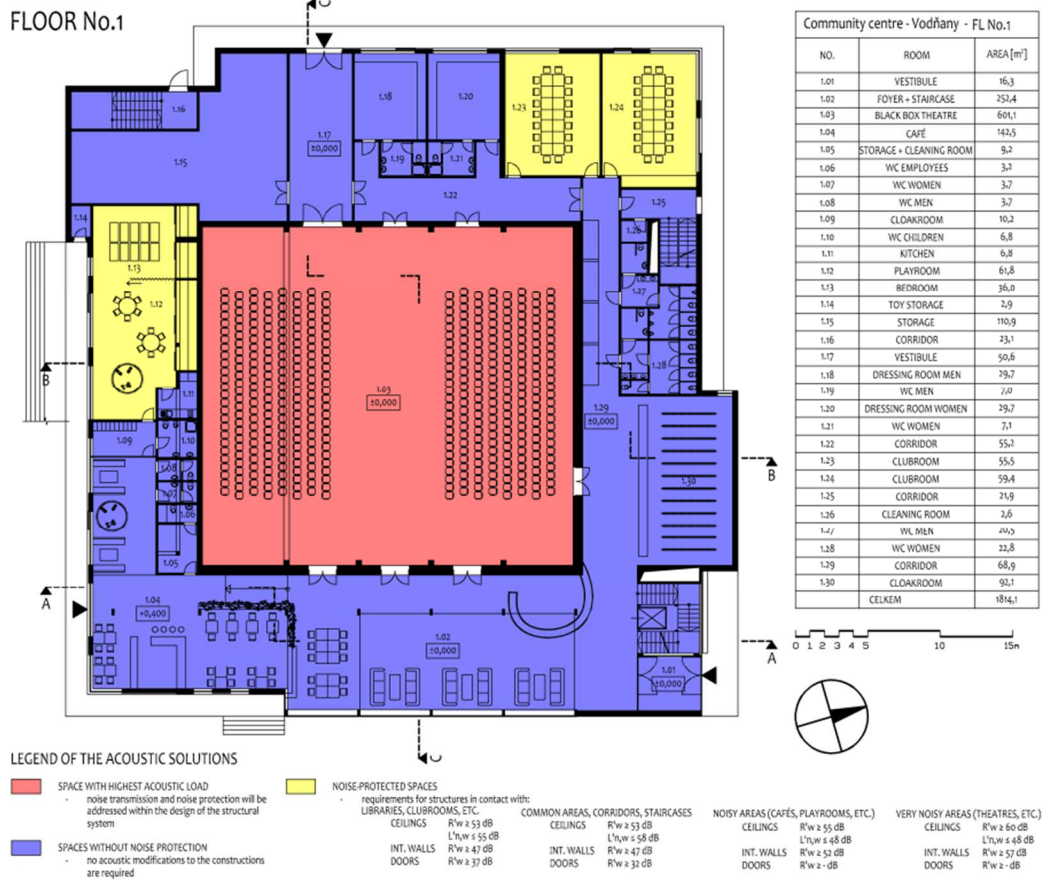 FLOOR No.1
C
1.16
1.18
1.20
1.23
1.24
1.17
±0,000
1.15
1.19
1.21
1.22
1.25
1.14
1.26
1.13
1.12
1.27
B
1.28
1.11
1.03
±0,000
1.29
±0,000
1.09
1.10
1.08
B
1.30
1.07
1.06
1.05
A
1.04
+0,400
1.02
±0,000
A
1.01
±0,000
C
Community centre - Vodňany - FL No.1
NO. ROOM AREA [m²]
1.01 VESTIBULE 16,3
1.02 FOYER + STAIRCASE 252,4
1.03 BLACK BOX THEATRE 601,1
1.04 CAFÉ 142,5
1.05 STORAGE + CLEANING ROOM 9,2
1.06 WC EMPLOYEES 3,2
1.07 WC WOMEN 3,7
1.08 WC MEN 3,7
1.09 CLOAKROOM 10,2
1.10 WC CHILDREN 6,8
1.11 KITCHEN 6,8
1.12 PLAYROOM 61,8
1.13 BEDROOM 36,0
1.14 TOY STORAGE 2,9
1.15 STORAGE 110,9
1.16 CORRIDOR 23,1
1.17 VESTIBULE 50,6
1.18 DRESSING ROOM MEN 29,7
1.19 WC MEN 7,0
1.20 DRESSING ROOM WOMEN 29,7
1.21 WC WOMEN 7,1
1.22 CORRIDOR 55,2
1.23 CLUBROOM 55,5
1.24 CLUBROOM 59,4
1.25 CORRIDOR 21,9
1.26 CLEANING ROOM 2,6
1.27 WC MEN 20,5
1.28 WC WOMEN 22,8
1.29 CORRIDOR 68,9
1.30 CLOAKROOM 92,1
CELKEM 1814,1
0 1 2 3 4 5 10 15m
LEGEND OF THE ACOUSTIC SOLUTIONS
SPACE WITH HIGHEST ACOUSTIC LOAD
- noise transmission and noise protection will be
addressed within the design of the structural
system
SPACES WITHOUT NOISE PROTECTION
- no acoustic modifications to the constructions
are required
NOISE-PROTECTED SPACES
- requirements for structures in contact with:
LIBRARIES, CLUBROOMS, ETC.
CEILINGS R'w ≥ 53 dB
L'n,w ≤ 55 dB
INT. WALLS R'w ≥ 47 dB
DOORS R'w ≥ 37 dB
COMMON AREAS, CORRIDORS, STAIRCASES
CEILINGS R'w ≥ 53 dB
L'n,w ≤ 58 dB
INT. WALLS R'w ≥ 47 dB
DOORS R'w ≥ 32 dB
NOISY AREAS (CAFÉS, PLAYROOMS, ETC.)
CEILINGS R'w ≥ 55 dB
L'n,w ≤ 48 dB
INT. WALLS R'w ≥ 52 dB
DOORS R'w ≥ - dB
VERY NOISY AREAS (THEATRES, ETC.)
CEILINGS R'w ≥ 60 dB
L'n,w ≤ 48 dB
INT. WALLS R'w ≥ 57 dB
DOORS R'w ≥ - dB